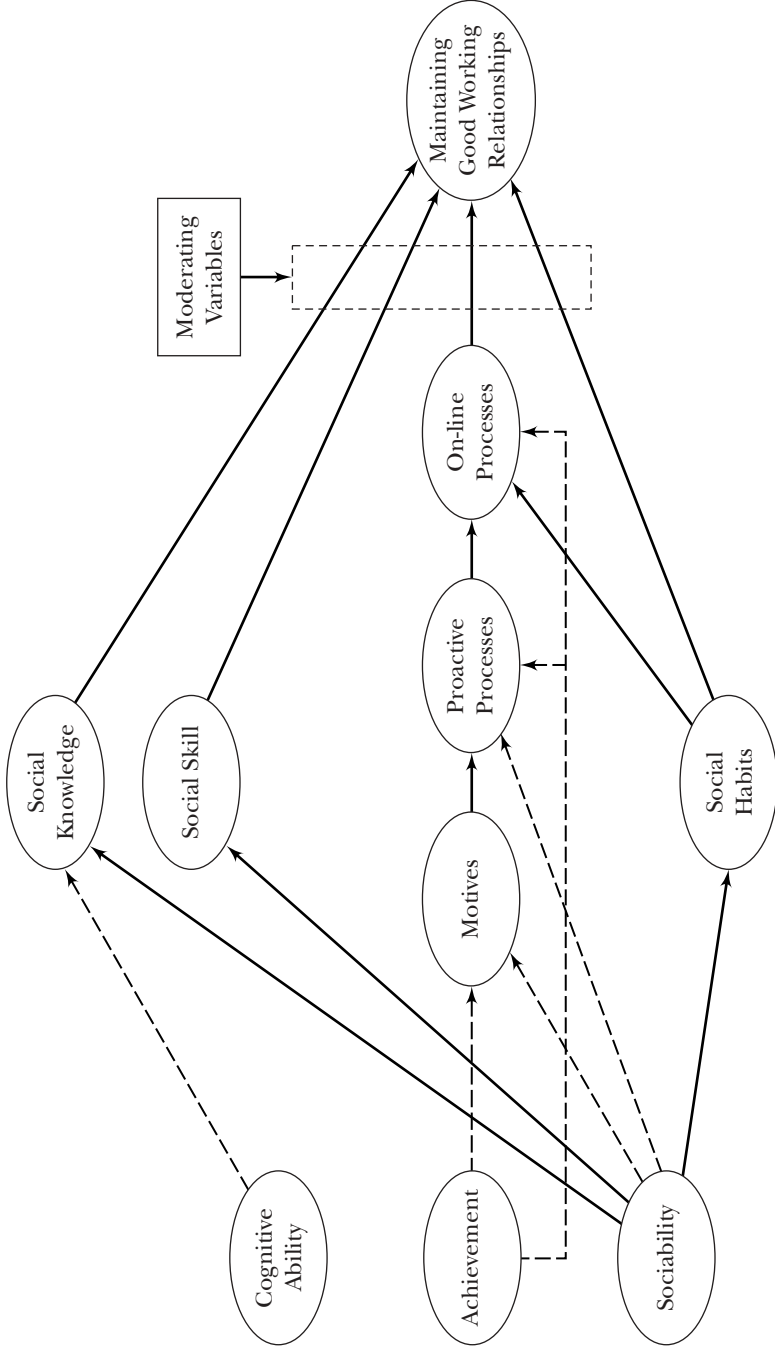 Cognitive
Ability
Achievement
Sociability
Social
Knowledge
Social Skill
Motives
Proactive
Processes
On-line
Processes
Social
Habits
Moderating
Variables
Maintaining
Good Working
Relationships